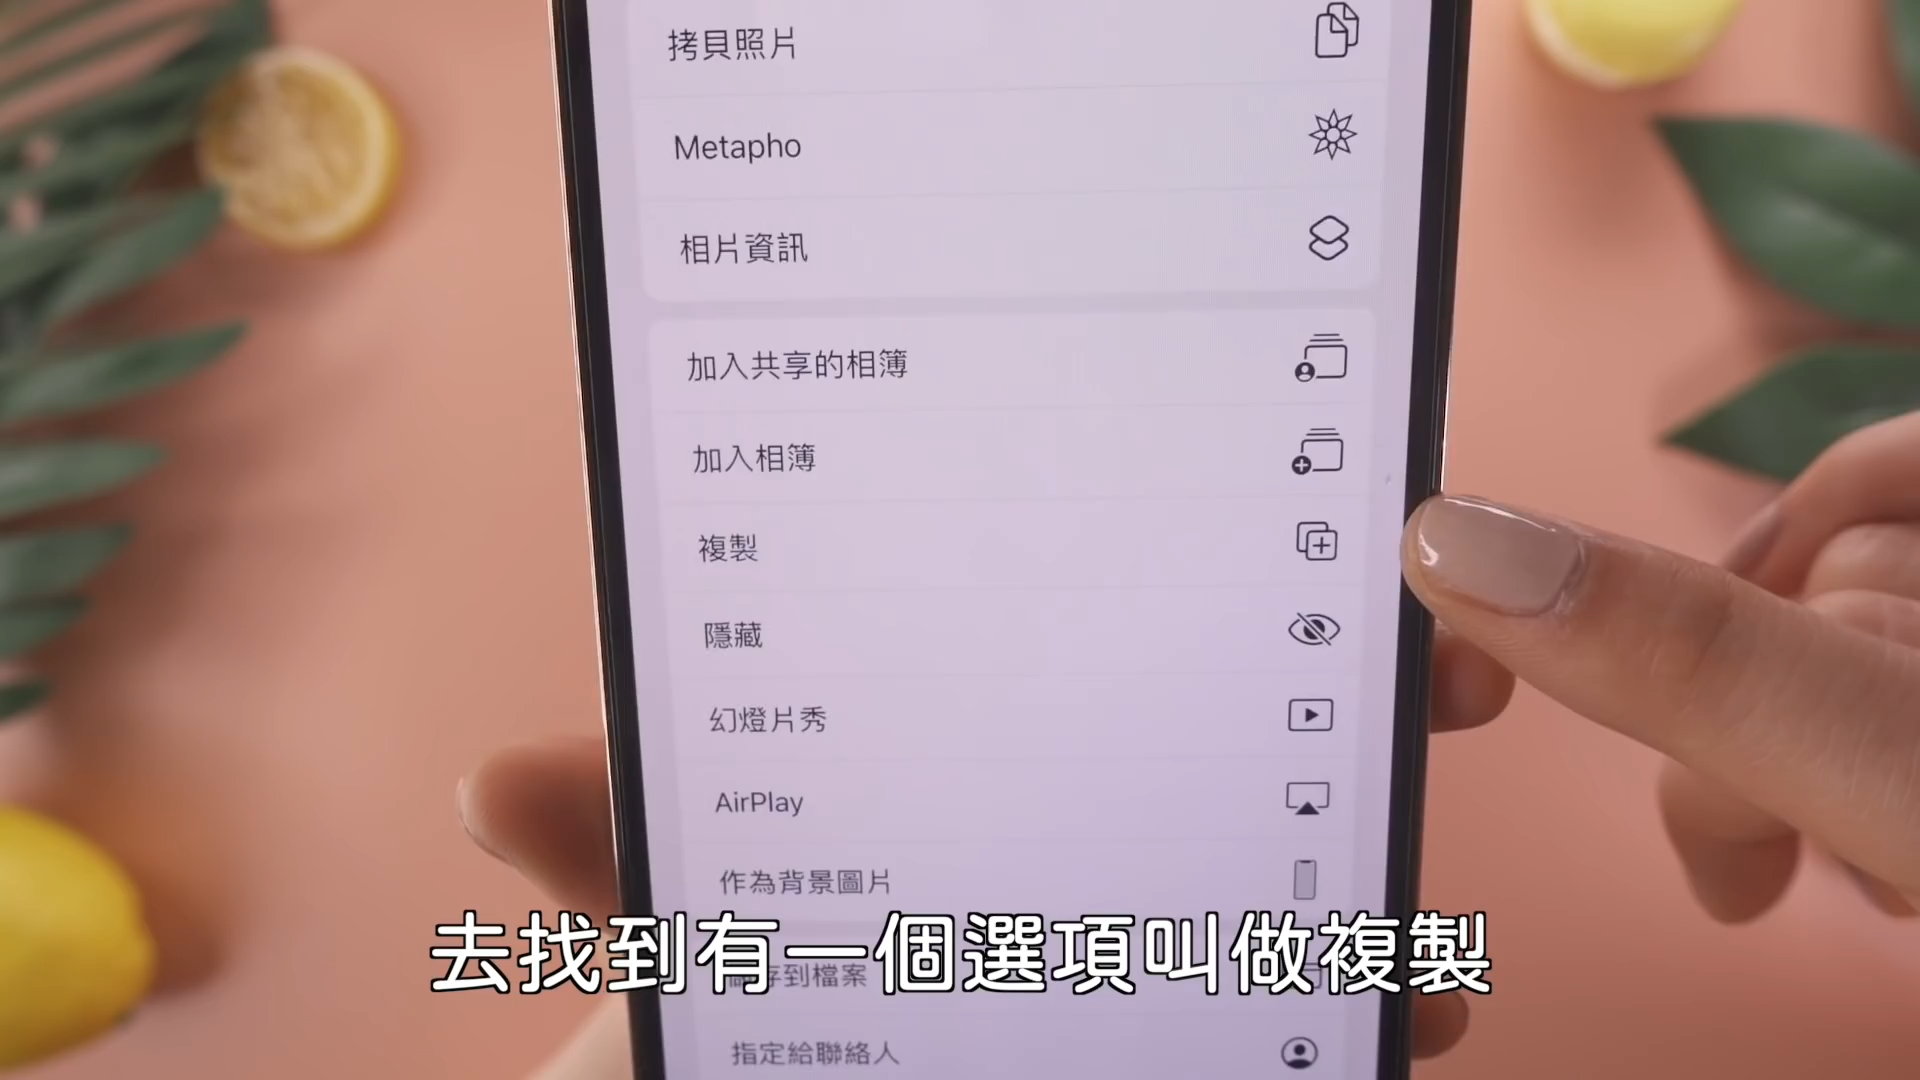 拷貝照片
Metapho
相片資訊
加入共享的相簿
加入相簿
複製
隱藏
幻燈片秀
AirPlay
作為背景圖片
去找到有一個選項叫做複製
存到檔案
指定給聯絡人